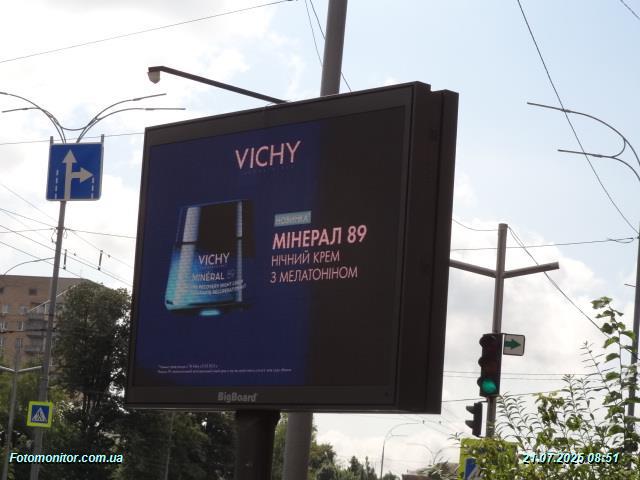 VICHY
НОВИНКА
МІНЕРАЛ 89
НІЧНИЙ КРЕМ
З МЕЛАТОНІНОМ
VICHY
MINÉRAL 89
BigBoard
Fotomonitor.com.ua
21.07.2025 08:51